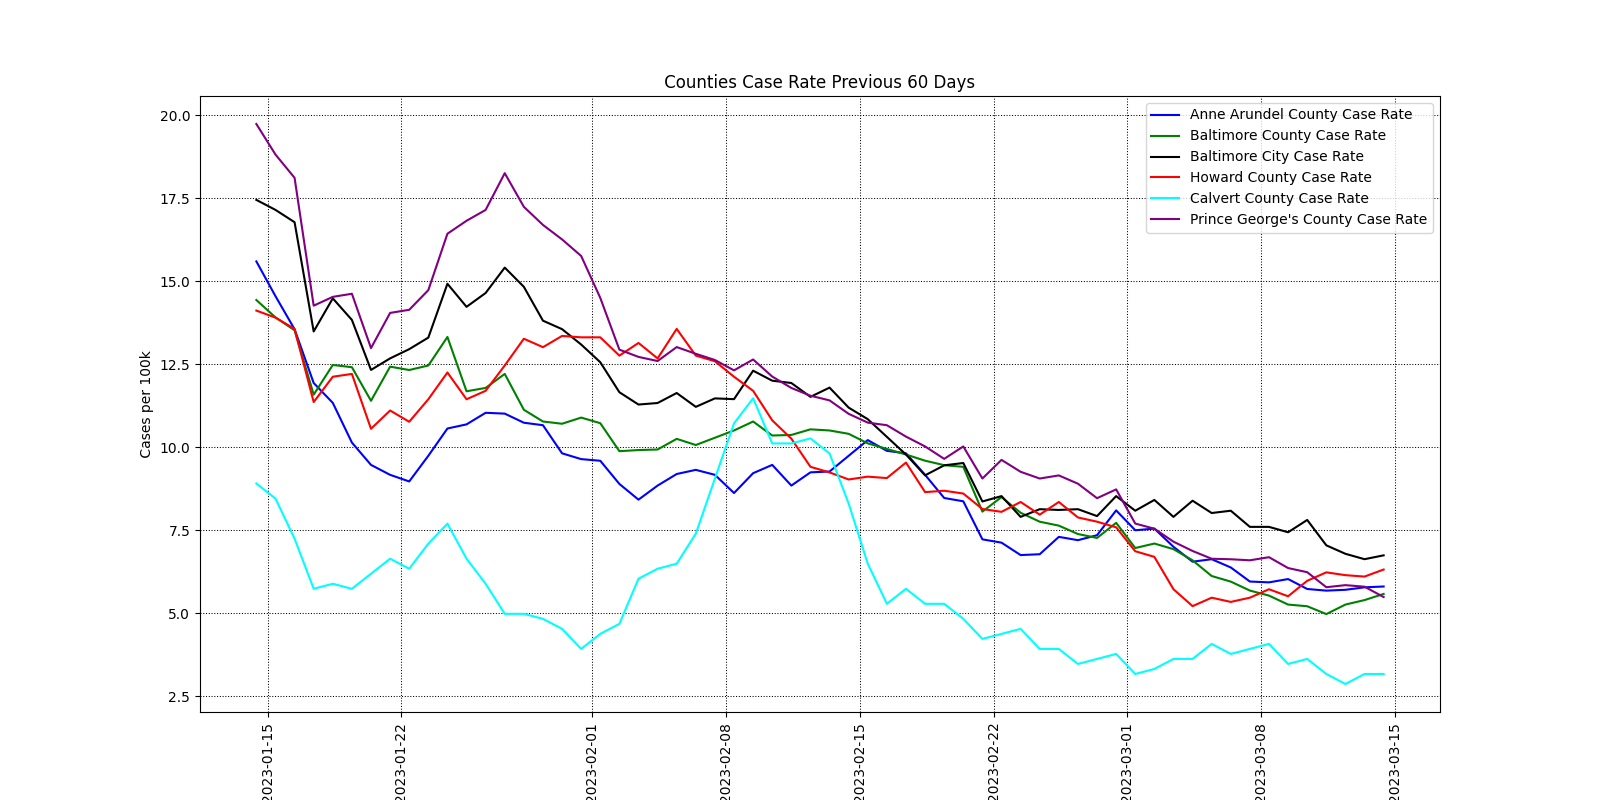 Counties Case Rate Previous 60 Days
Cases per 100k
20.0
17.5
15.0
12.5
10.0
7.5
5.0
2.5
Anne Arundel County Case Rate
Baltimore County Case Rate
Baltimore City Case Rate
Howard County Case Rate
Calvert County Case Rate
Prince George's County Case Rate
2023-01-15
2023-01-22
2023-02-01
2023-02-08
2023-02-15
2023-02-22
2023-03-01
2023-03-08
2023-03-15